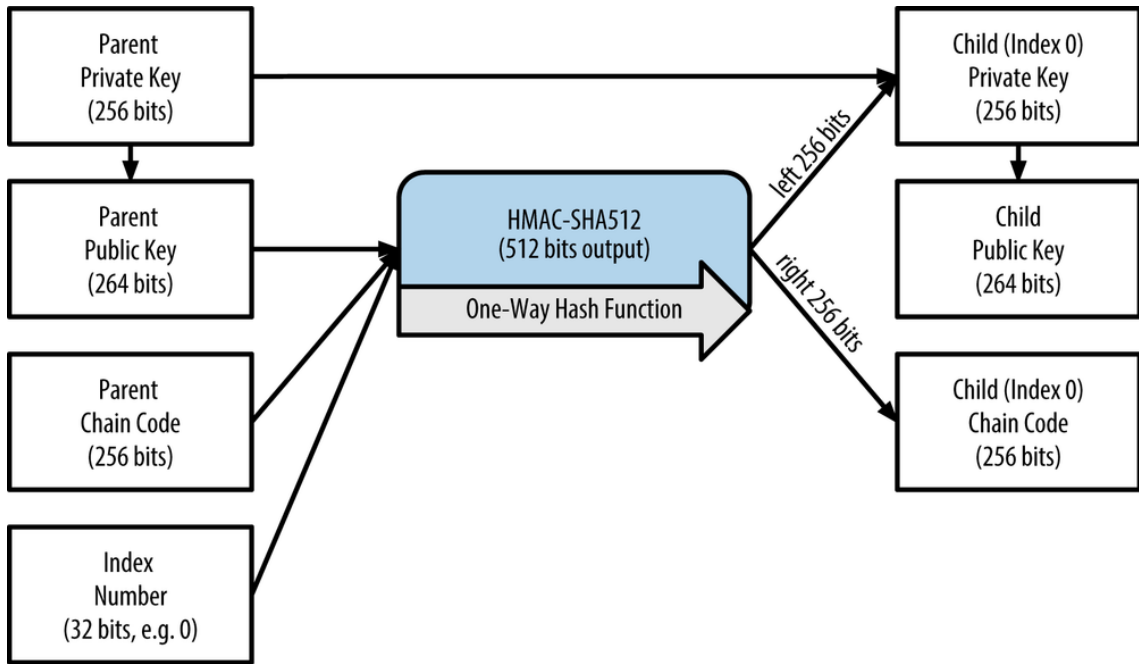 Parent
Private Key
(256 bits)
Parent
Public Key
(264 bits)
Parent
Chain Code
(256 bits)
Index
Number
(32 bits, e.g. 0)
HMAC-SHA512
(512 bits output)
One-Way Hash Function
left 256 bits
right 256 bits
Child (Index 0)
Private Key
(256 bits)
Child
Public Key
(264 bits)
Child (Index 0)
Chain Code
(256 bits)